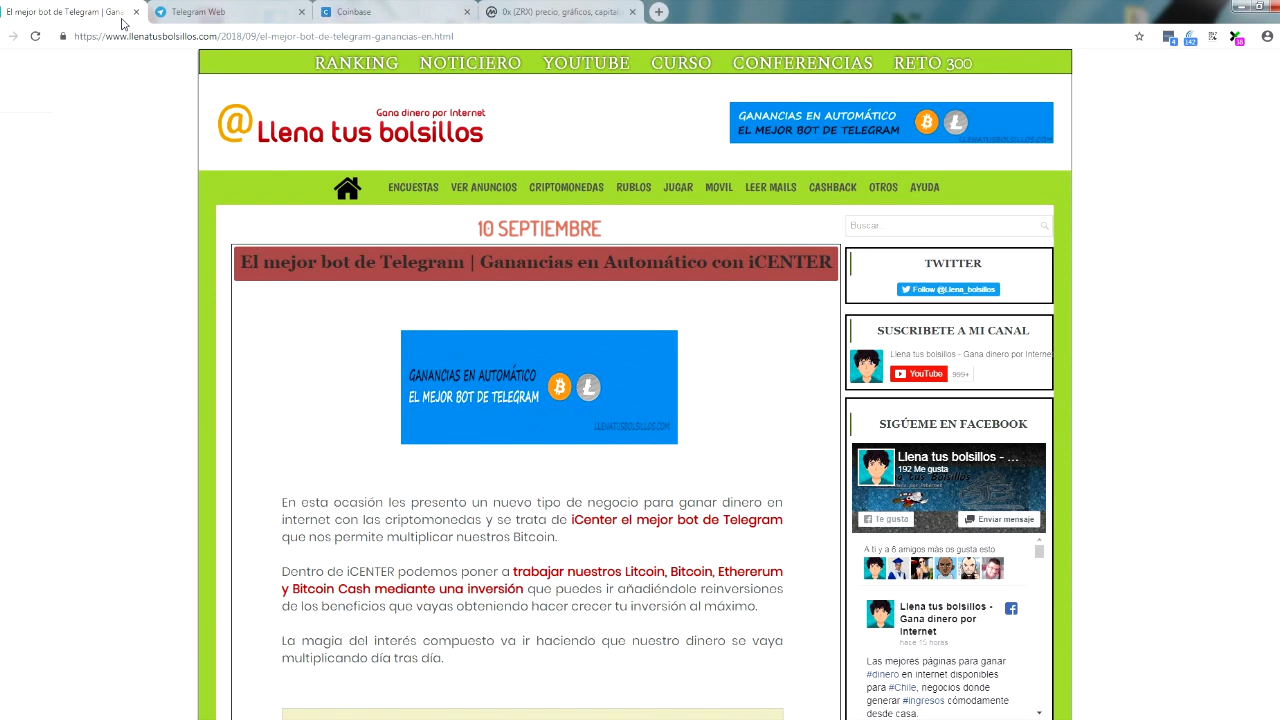 El mejor bot de Telegram | Gana
Telegram Web
Coinbase
0x (ZRX) precio, gráficos, capital
https://www.llenatusbolsillos.com/2018/09/el-mejor-bot-de-telegram-ganancias-en.html
4
142
38
RANKING NOTICIERO YOUTUBE CURSO CONFERENCIAS RETO 300
@ Gana dinero por Internet
Llena tus bolsillos
GANANCIAS EN AUTOMÁTICO
EL MEJOR BOT DE TELEGRAM
LLENATUSBOLSILLOS.COM
ENCUESTAS VER ANUNCIOS CRIPTOMONEDAS RUBLOS JUGAR MOVIL LEER MAILS CASHBACK OTROS AYUDA
10 SEPTIEMBRE
El mejor bot de Telegram | Ganancias en Automático con iCENTER
GANANCIAS EN AUTOMÁTICO
EL MEJOR BOT DE TELEGRAM
LLENATUSBOLSILLOS.COM
En esta ocasión les presento un nuevo tipo de negocio para ganar dinero en
internet con las criptomonedas y se trata de iCenter el mejor bot de Telegram
que nos permite multiplicar nuestros Bitcoin.
Dentro de iCENTER podemos poner a trabajar nuestros Litcoin, Bitcoin, Ethererum
y Bitcoin Cash mediante una inversión que puedes ir añadiéndole reinversiones
de los beneficios que vayas obteniendo hacer crecer tu inversión al máximo.
La magia del interés compuesto va ir haciendo que nuestro dinero se vaya
multiplicando día tras día.
Buscar..
TWITTER
Follow @Llena_bolsillos
SUSCRIBETE A MI CANAL
Llena tus bolsillos - Gana dinero por Interne
YouTube 999+
SIGÚEME EN FACEBOOK
Llena tus bolsillos - ...
192 Me gusta
Te gusta
Enviar mensaje
A ti y a 6 amigos más os gusta esto
Llena tus bolsillos -
Gana dinero por
Internet
hace 15 horas
Las mejores páginas para ganar
#dinero en internet disponibles
para #Chile, negocios donde
generar #ingresos cómodamente
desde casa.